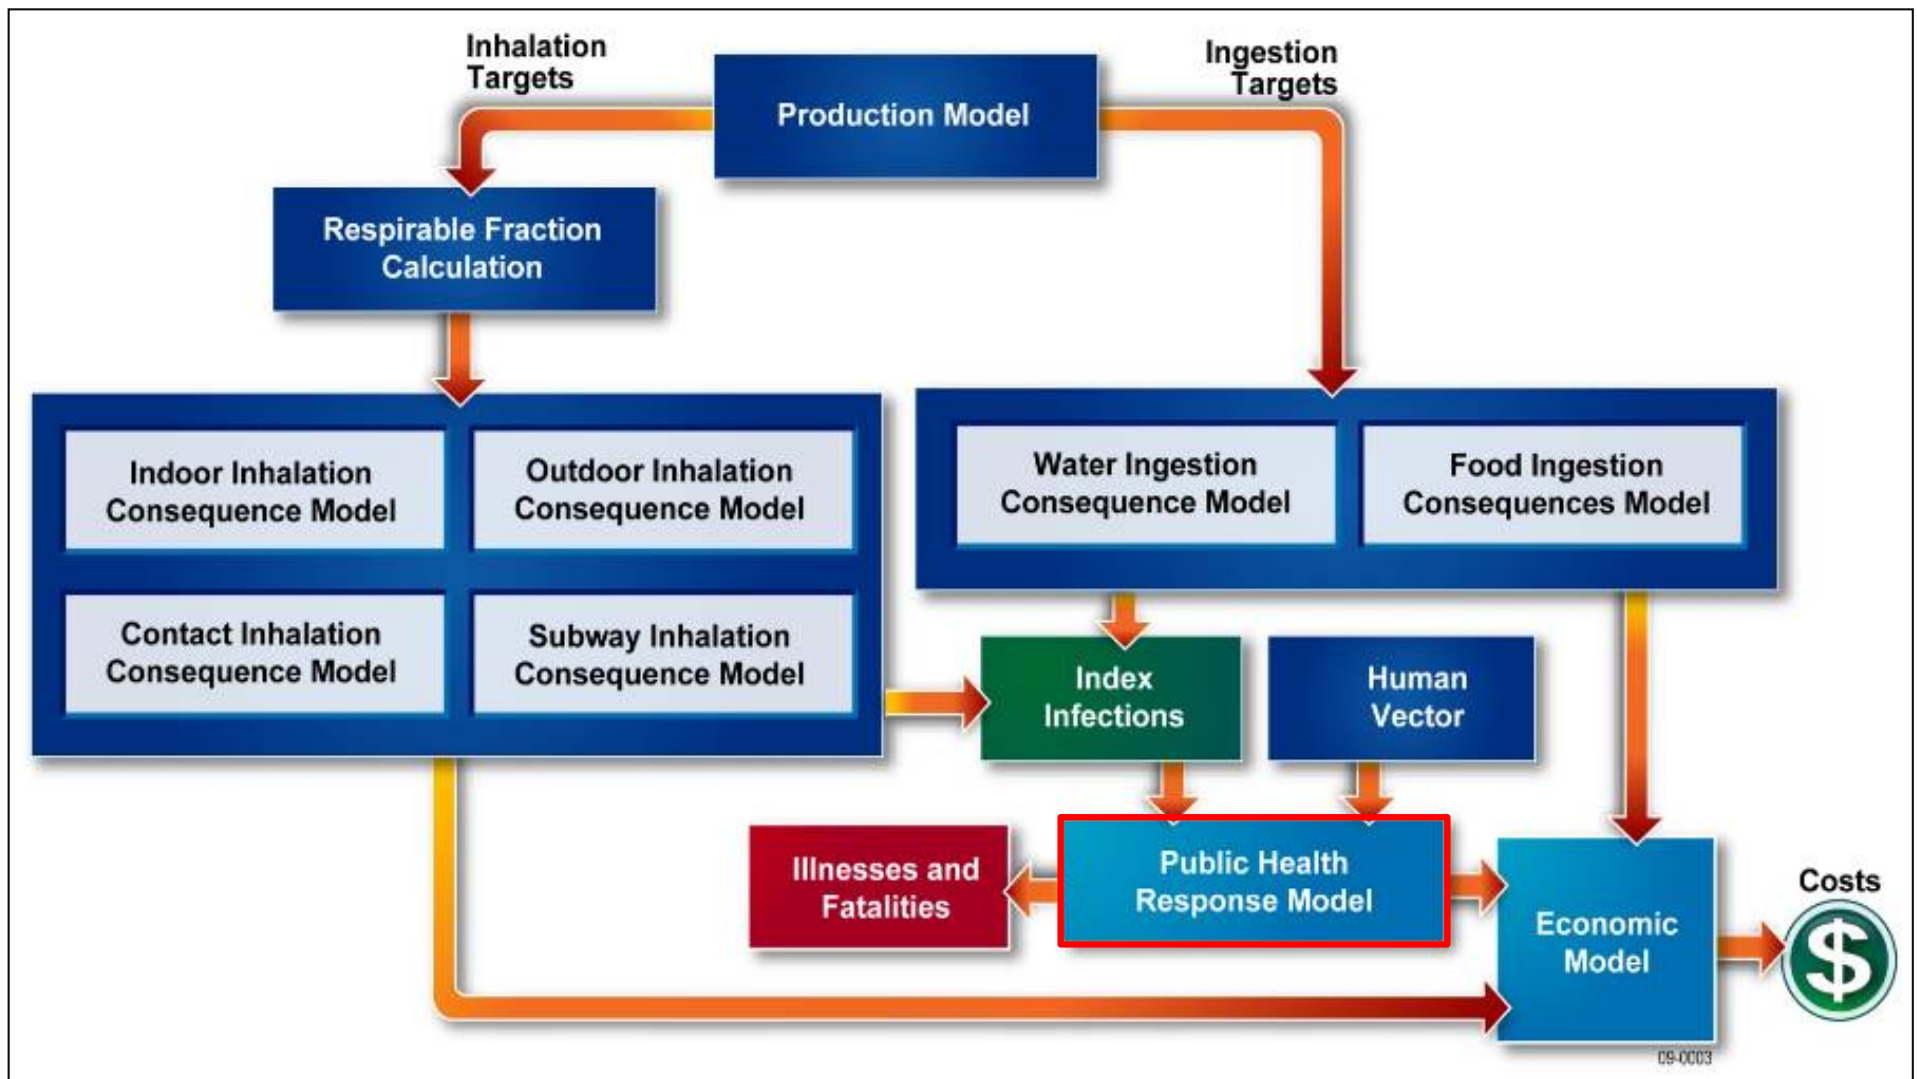 Inhalation
Targets
Ingestion
Targets
Production Model
Respirable Fraction
Calculation
Indoor Inhalation
Consequence Model
Outdoor Inhalation
Consequence Model
Contact Inhalation
Consequence Model
Subway Inhalation
Consequence Model
Water Ingestion
Consequence Model
Food Ingestion
Consequences Model
Index
Infections
Human
Vector
Illnesses and
Fatalities
Public Health
Response Model
Economic
Model
Costs
$
09-0003